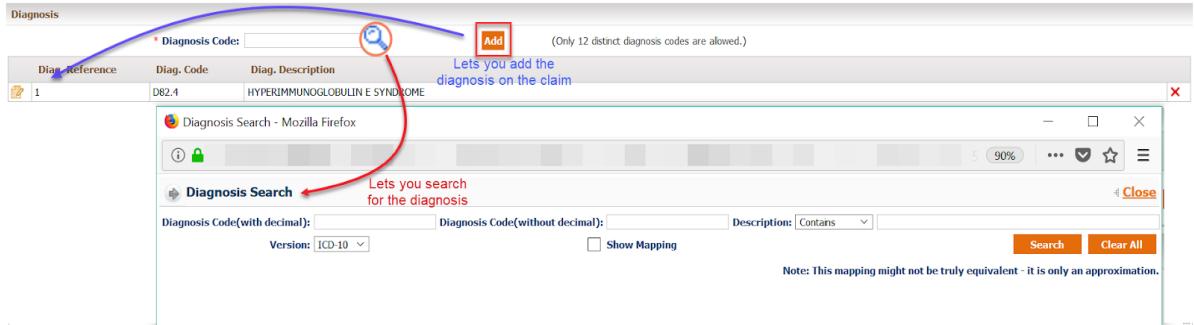 Diagnosis
* Diagnosis Code: Add (Only 12 distinct diagnosis codes are allowed.)
Lets you add the
diagnosis on the claim
Diag. Reference Diag. Code Diag. Description
1 D82.4 HYPERIMMUNOGLOBULIN E SYNDROME
Diagnosis Search - Mozilla Firefox
5 90%
Lets you search
for the diagnosis
Diagnosis Search Close
Diagnosis Code(with decimal): Diagnosis Code(without decimal): Description: Contains
Version: ICD-10 Show Mapping Search Clear All
Note: This mapping might not be truly equivalent - it is only an approximation.